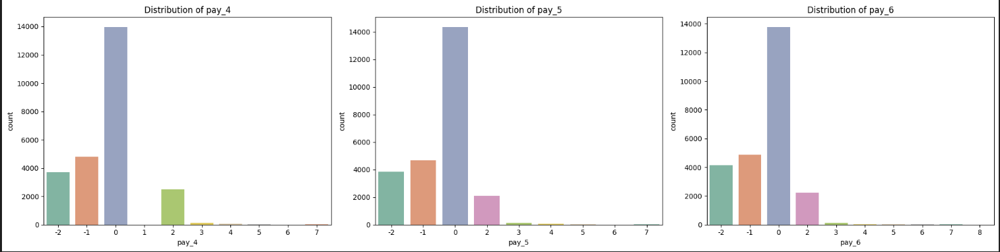 Distribution of pay_4
14000
12000
10000
8000
6000
4000
2000
0
count
-2 -1 0 1 2 3 4 5 6 7
pay_4
Distribution of pay_5
14000
12000
10000
8000
6000
4000
2000
0
count
-2 -1 0 2 3 4 5 6 7
pay_5
Distribution of pay_6
14000
12000
10000
8000
6000
4000
2000
0
count
-2 -1 0 2 3 4 5 6 7 8
pay_6